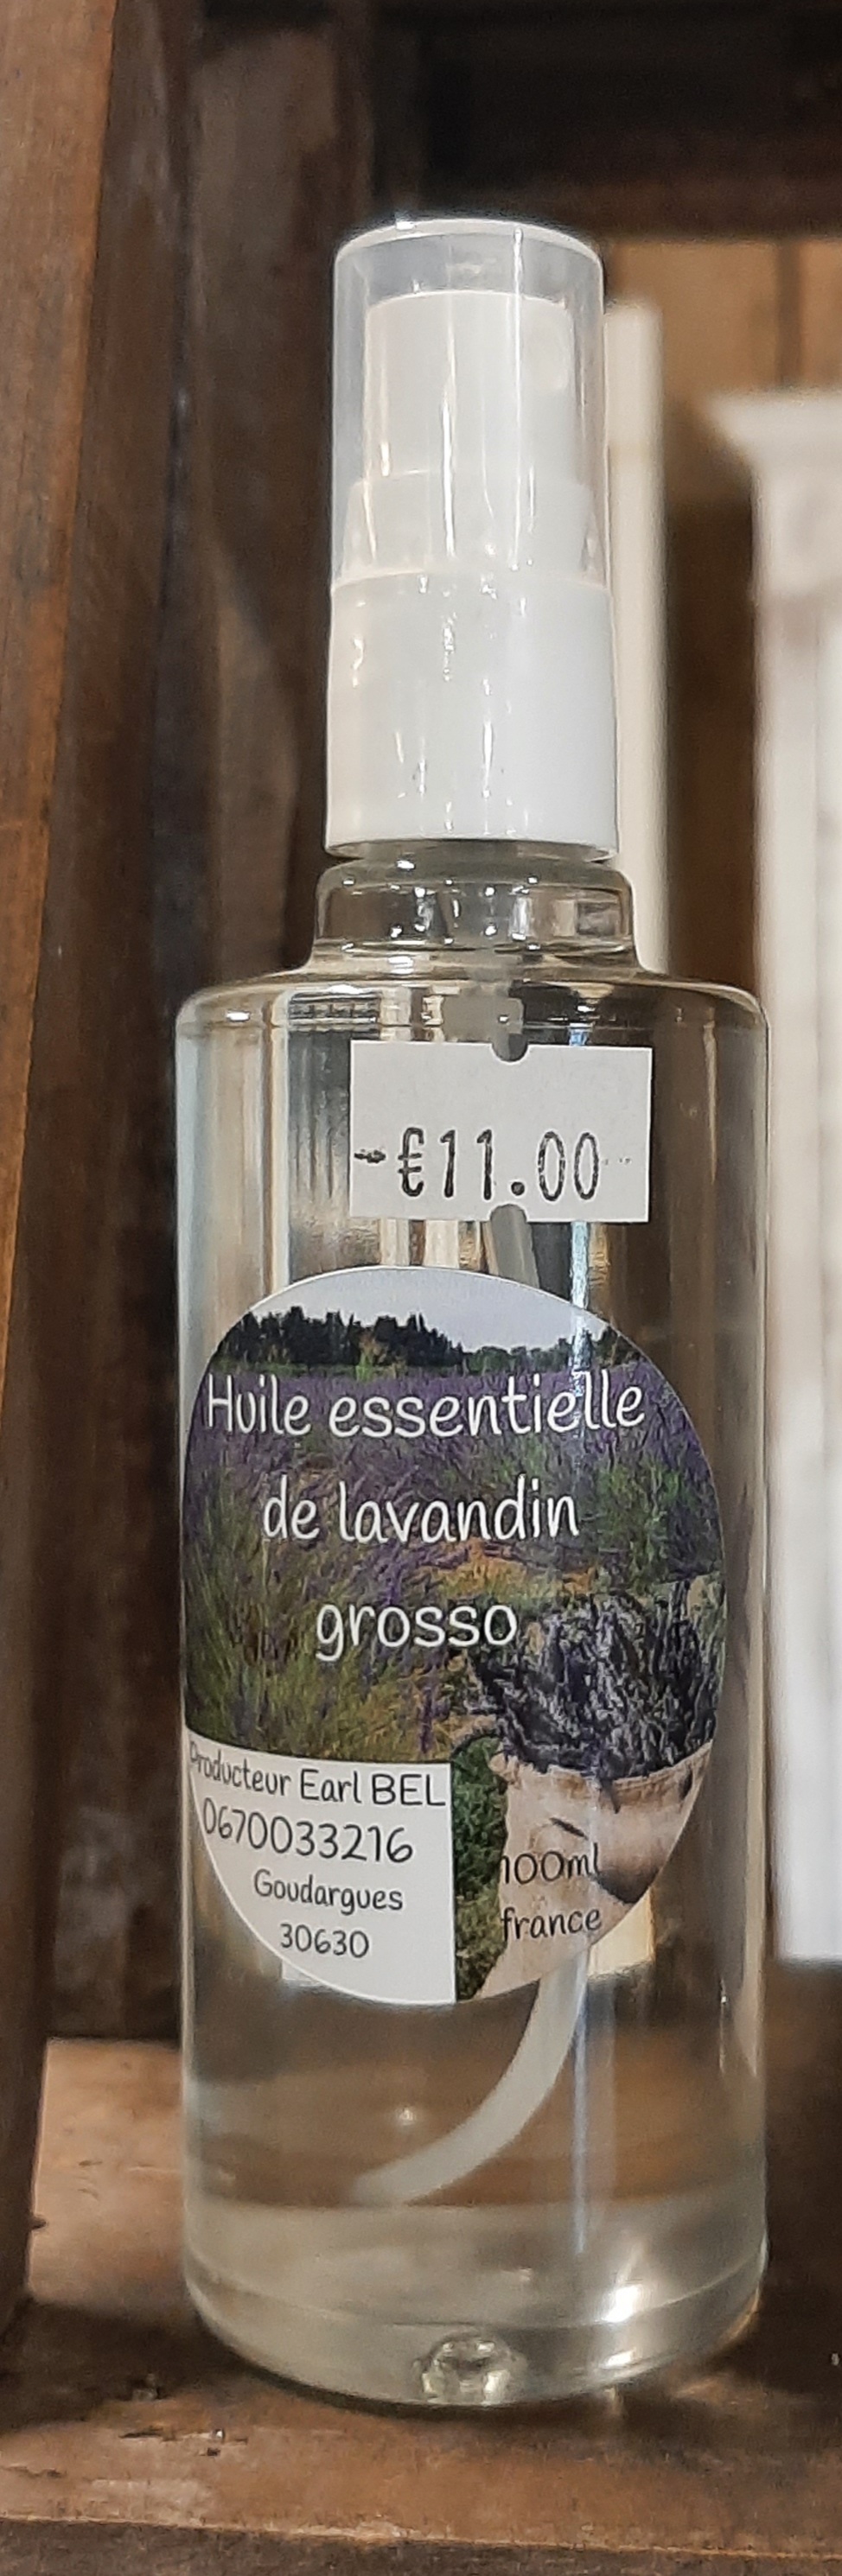 -€11.00
Huile essentielle
de lavandin
grosso
Producteur Earl BEL
0670033216
Goudargues
30630
100ml
france